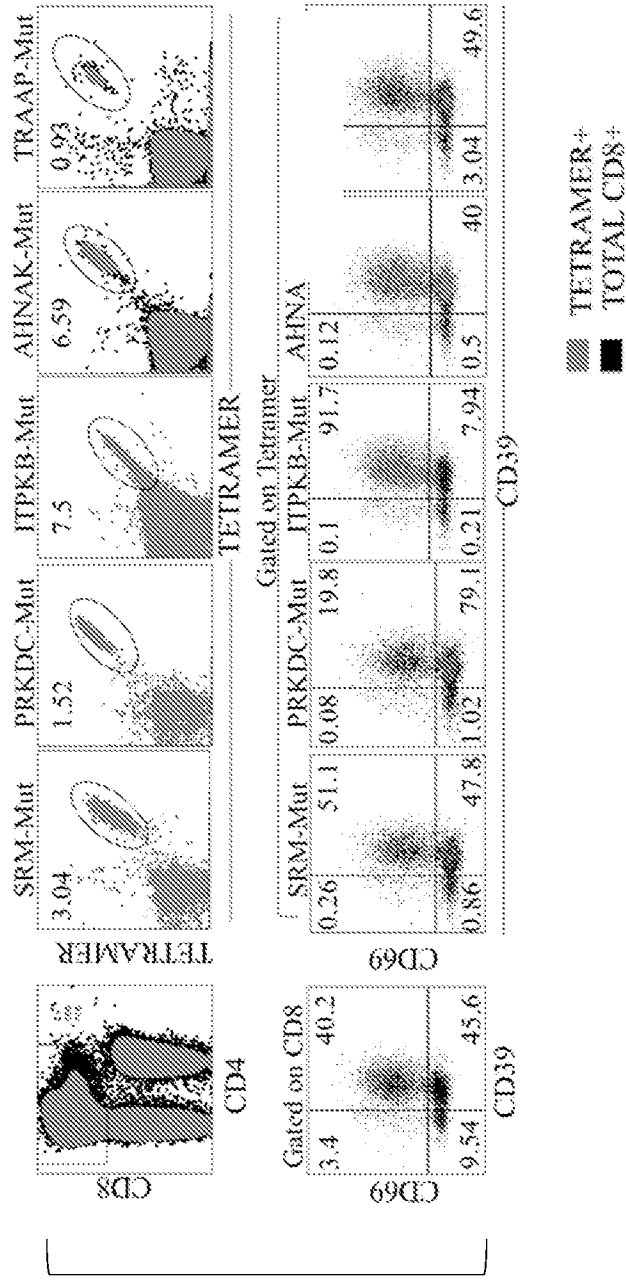 SRM-Mut
PRKDC-Mut
ITPKB-Mut
AHNAK-Mut
TRAAP-Mut
3.04
1.52
7.5
6.59
0.93
CD8
TETRAMER
CD4
TETRAMER
Gated on Tetramer
Gated on CD8
SRM-Mut
PRKDC-Mut
ITPKB-Mut
AHNA
3.4
40.2
0.26
51.1
0.08
19.8
0.1
91.7
0.12
CD69
CD69
9.54
45.6
0.86
47.8
1.02
79.1
0.21
7.94
0.5
40
3.04
49.6
CD39
CD39
TETRAMER+
TOTAL CD8+